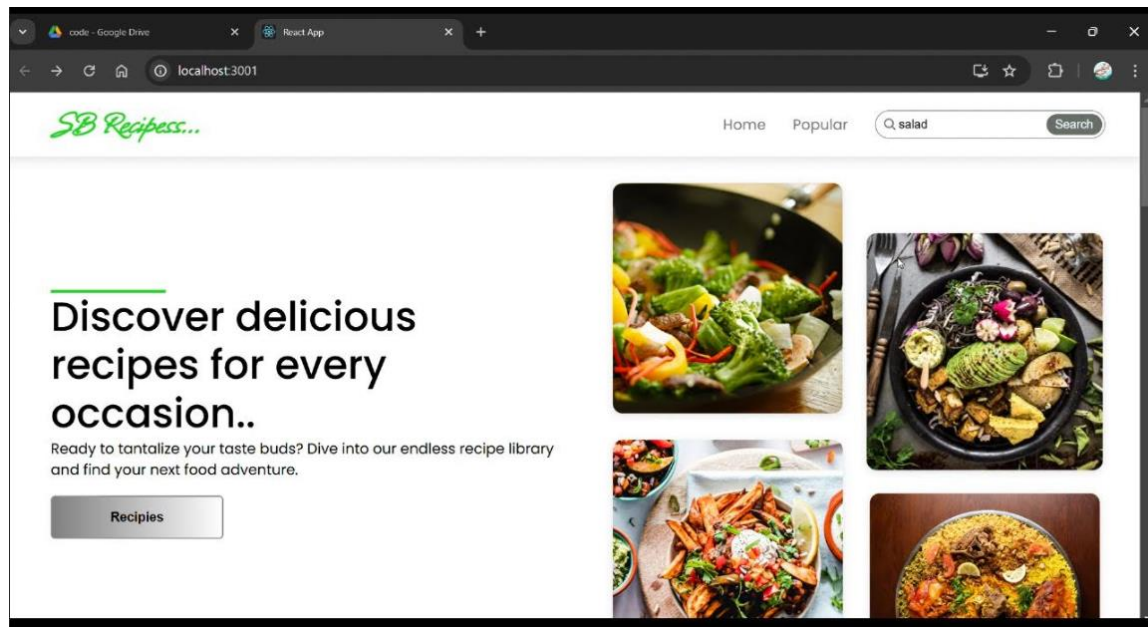 code - Google Drive
React App
localhost:3001
SB Recipess...
Home
Popular
salad
Search
Discover delicious
recipes for every
occasion..
Ready to tantalize your taste buds? Dive into our endless recipe library
and find your next food adventure.
Recipies